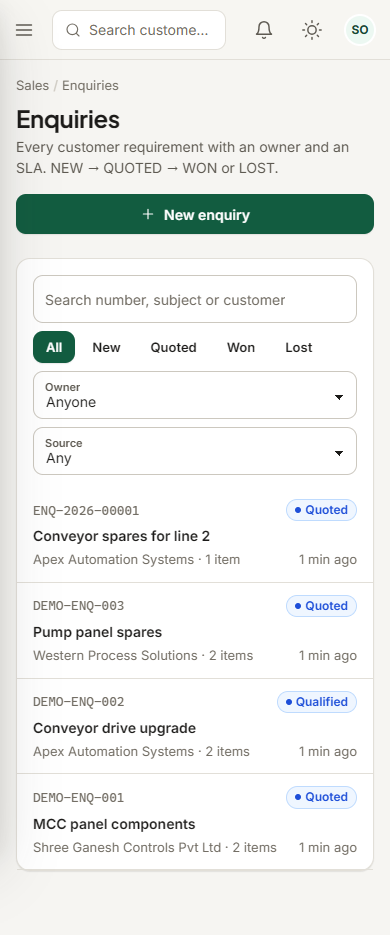 Search custome...
SO
Sales / Enquiries
Enquiries
Every customer requirement with an owner and an
SLA. NEW → QUOTED → WON or LOST.
+ New enquiry
Search number, subject or customer
All New Quoted Won Lost
Owner
Anyone
Source
Any
ENQ-2026-00001 Quoted
Conveyor spares for line 2
Apex Automation Systems · 1 item 1 min ago
DEMO-ENQ-003 Quoted
Pump panel spares
Western Process Solutions · 2 items 1 min ago
DEMO-ENQ-002 Qualified
Conveyor drive upgrade
Apex Automation Systems · 2 items 1 min ago
DEMO-ENQ-001 Quoted
MCC panel components
Shree Ganesh Controls Pvt Ltd · 2 items 1 min ago